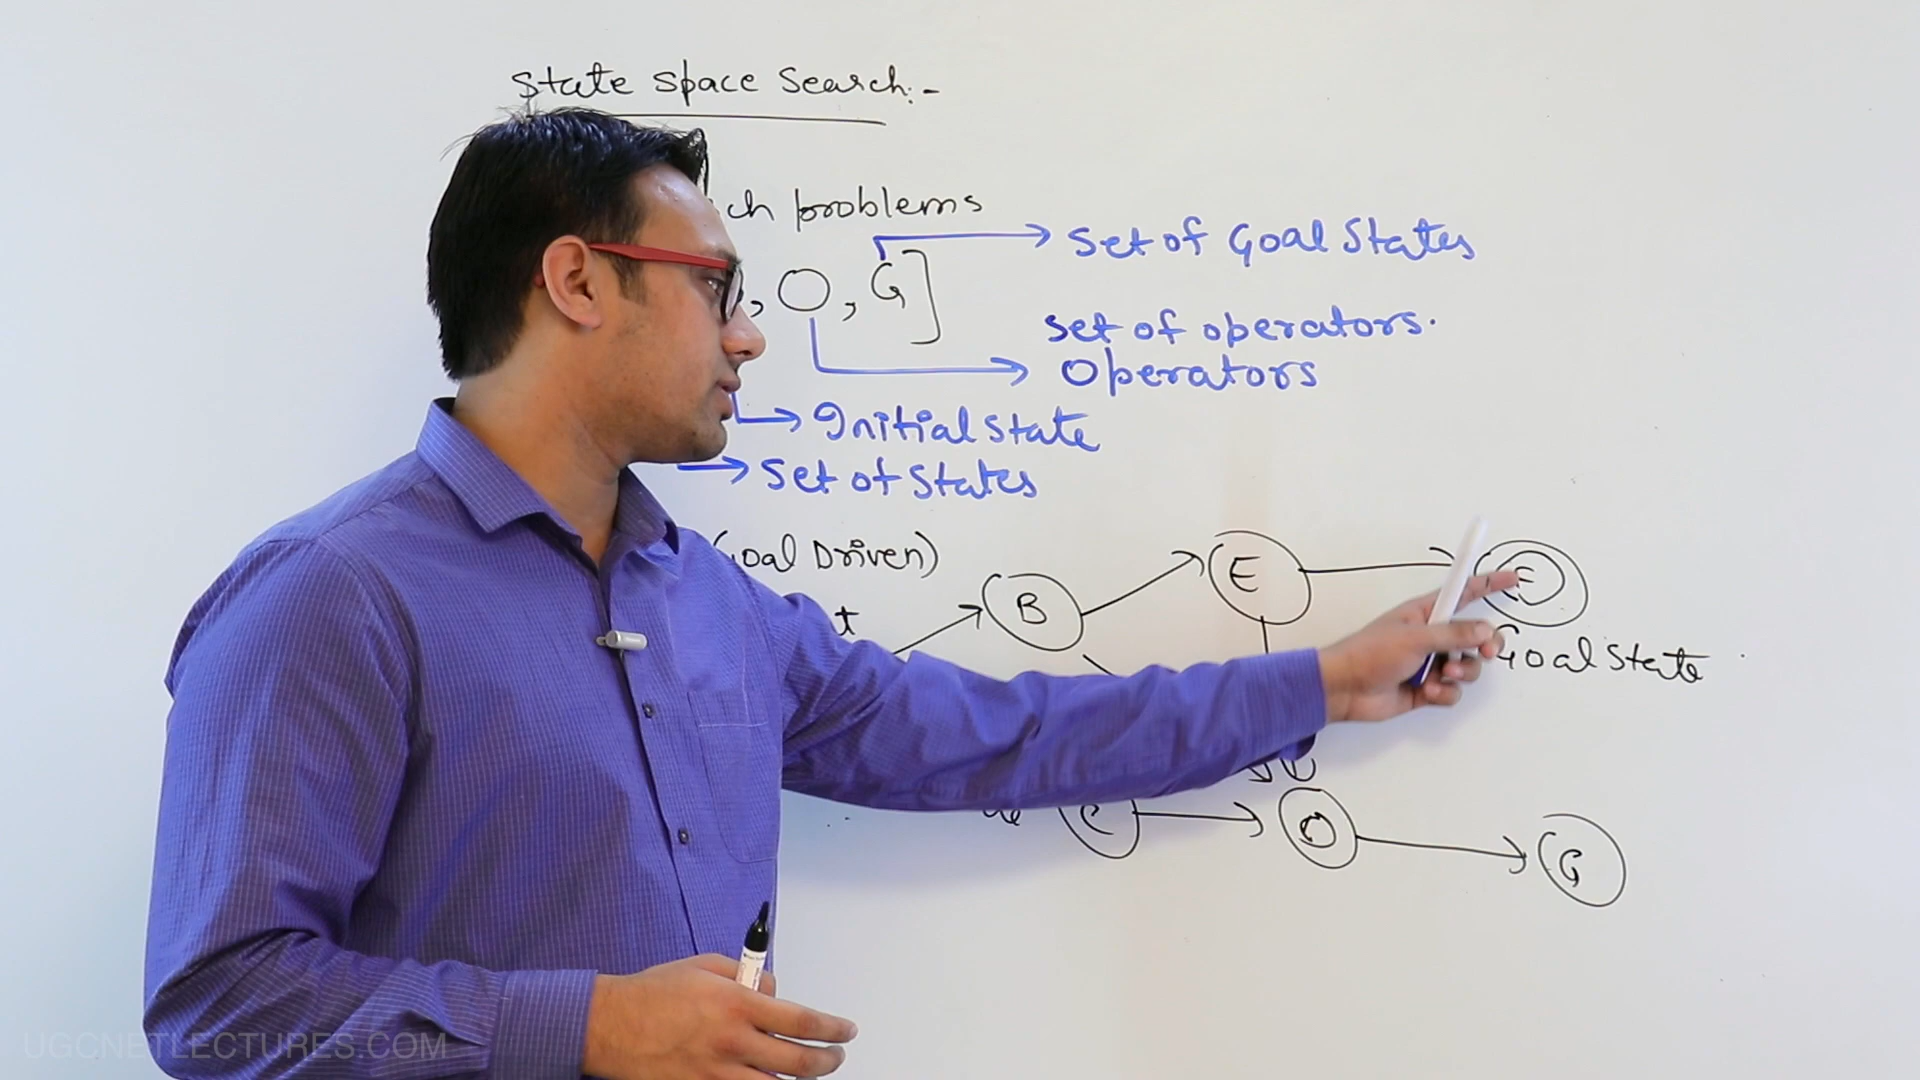 State Space Search:-
ch problems
Set of Goal States
, O, G]
Set of operators.
Operators
Initial State
Set of States
Goal Driven)
B
E
F
Goal State
C
D
G
UGCNETLECTURES.COM